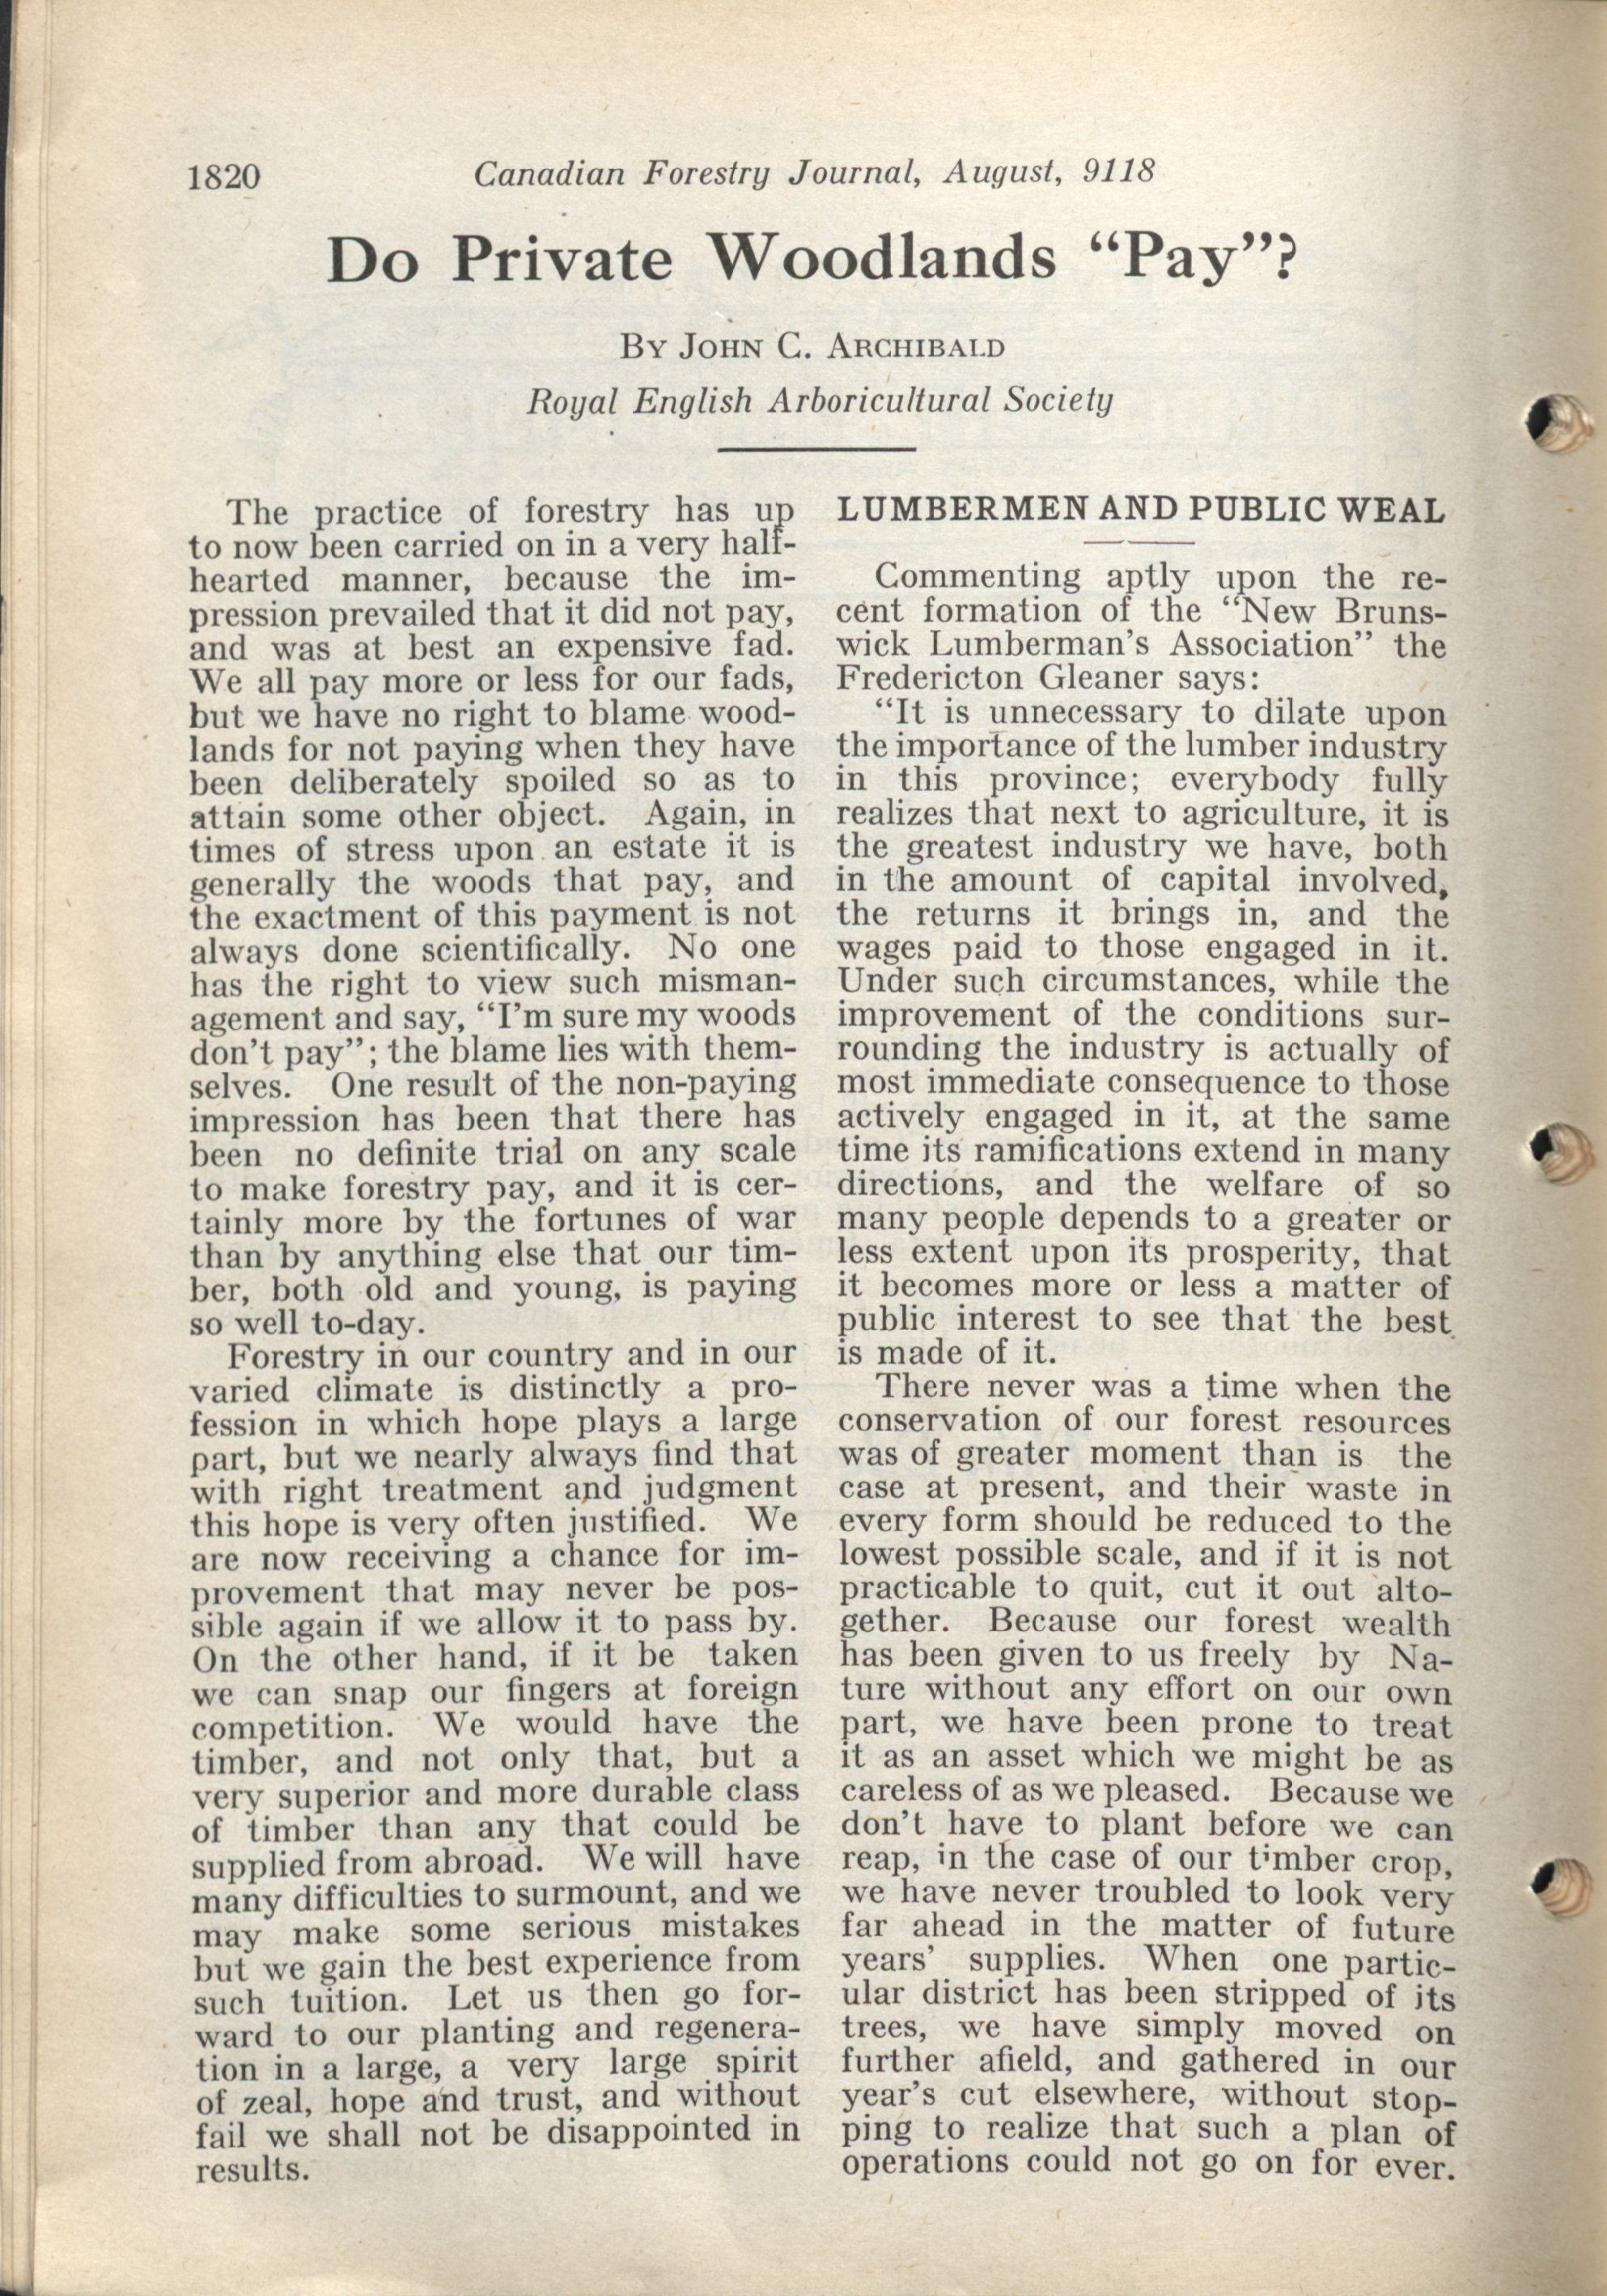 1820
Canadian Forestry Journal, August, 9118
Do Private Woodlands “Pay”?
By John C. Archibald
Royal English Arboricultural Society
The practice of forestry has up
to now been carried on in a very half-
hearted manner, because the im-
pression prevailed that it did not pay,
and was at best an expensive fad.
We all pay more or less for our fads,
but we have no right to blame wood-
lands for not paying when they have
been deliberately spoiled so as to
attain some other object. Again, in
times of stress upon an estate it is
generally the woods that pay, and
the exactment of this payment is not
always done scientifically. No one
has the right to view such misman-
agement and say, “I’m sure my woods
don’t pay”; the blame lies with them-
selves. One result of the non-paying
impression has been that there has
been no definite trial on any scale
to make forestry pay, and it is cer-
tainly more by the fortunes of war
than by anything else that our tim-
ber, both old and young, is paying
so well to-day.
Forestry in our country and in our
varied climate is distinctly a pro-
fession in which hope plays a large
part, but we nearly always find that
with right treatment and judgment
this hope is very often justified. We
are now receiving a chance for im-
provement that may never be pos-
sible again if we allow it to pass by.
On the other hand, if it be taken
we can snap our fingers at foreign
competition. We would have the
timber, and not only that, but a
very superior and more durable class
of timber than any that could be
supplied from abroad. We will have
many difficulties to surmount, and we
may make some serious mistakes
but we gain the best experience from
such tuition. Let us then go for-
ward to our planting and regenera-
tion in a large, a very large spirit
of zeal, hope and trust, and without
fail we shall not be disappointed in
results.
LUMBERMEN AND PUBLIC WEAL
Commenting aptly upon the re-
cent formation of the “New Bruns-
wick Lumberman’s Association” the
Fredericton Gleaner says:
“It is unnecessary to dilate upon
the importance of the lumber industry
in this province; everybody fully
realizes that next to agriculture, it is
the greatest industry we have, both
in the amount of capital involved,
the returns it brings in, and the
wages paid to those engaged in it.
Under such circumstances, while the
improvement of the conditions sur-
rounding the industry is actually of
most immediate consequence to those
actively engaged in it, at the same
time its ramifications extend in many
directions, and the welfare of so
many people depends to a greater or
less extent upon its prosperity, that
it becomes more or less a matter of
public interest to see that the best
is made of it.
There never was a time when the
conservation of our forest resources
was of greater moment than is the
case at present, and their waste in
every form should be reduced to the
lowest possible scale, and if it is not
practicable to quit, cut it out alto-
gether. Because our forest wealth
has been given to us freely by Na-
ture without any effort on our own
part, we have been prone to treat
it as an asset which we might be as
careless of as we pleased. Because we
don’t have to plant before we can
reap, in the case of our timber crop,
we have never troubled to look very
far ahead in the matter of future
years’ supplies. When one partic-
ular district has been stripped of its
trees, we have simply moved on
further afield, and gathered in our
year’s cut elsewhere, without stop-
ping to realize that such a plan of
operations could not go on for ever.